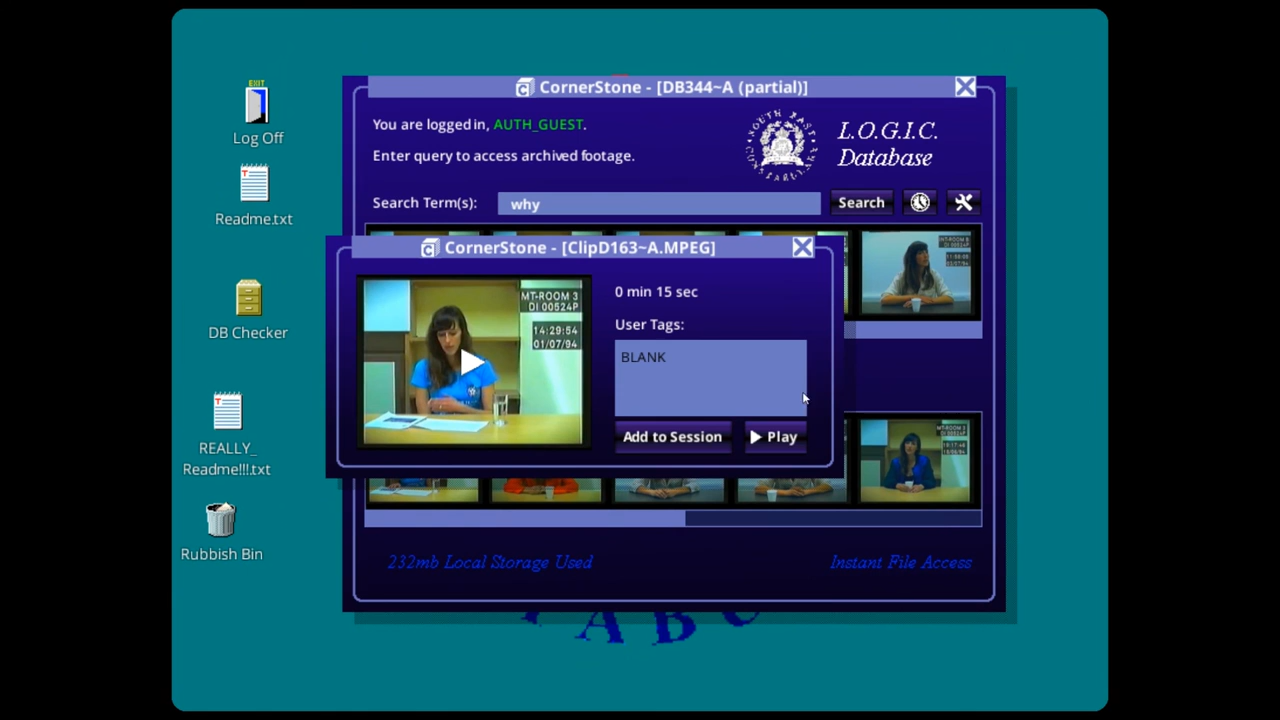 EXIT
Log Off
Readme.txt
DB Checker
REALLY_
Readme!!!.txt
Rubbish Bin
CornerStone - [DB344~A (partial)]
You are logged in, AUTH_GUEST.
Enter query to access archived footage.
L.O.G.I.C.
Database
Search Term(s):
why
Search
CornerStone - [ClipD163~A.MPEG]
MT-ROOM 3
DI 00524P
14:29:54
01/07/94
0 min 15 sec
User Tags:
BLANK
Add to Session
Play
232mb Local Storage Used
Instant File Access